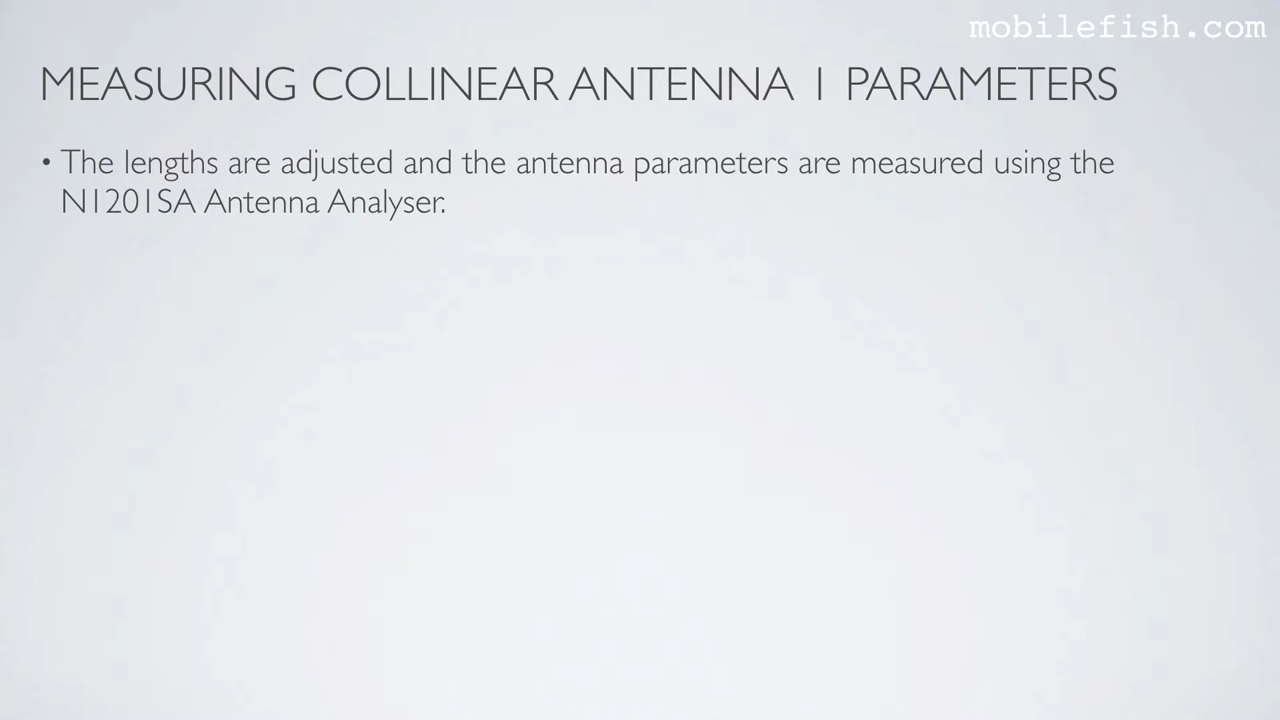 mobilefish.com
MEASURING COLLINEAR ANTENNA 1 PARAMETERS
• The lengths are adjusted and the antenna parameters are measured using the
N1201SA Antenna Analyser.